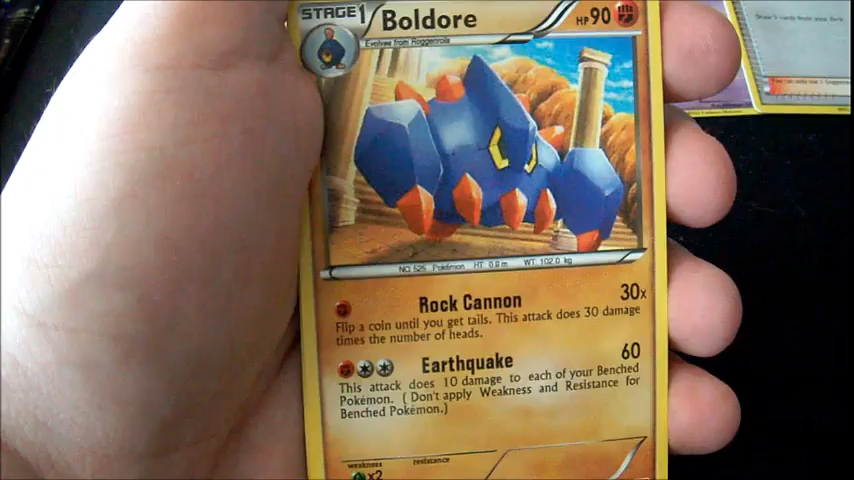 STAGE1 Boldore HP90
Evolves from Roggenrola
NO. 525 Pokémon HT 0.9 m WT 102.0 kg
Rock Cannon 30x
Flip a coin until you get tails. This attack does 30 damage
times the number of heads.
Earthquake 60
This attack does 10 damage to each of your Benched
Pokémon. (Don't apply Weakness and Resistance for
Benched Pokémon.)
weakness resistance
x2